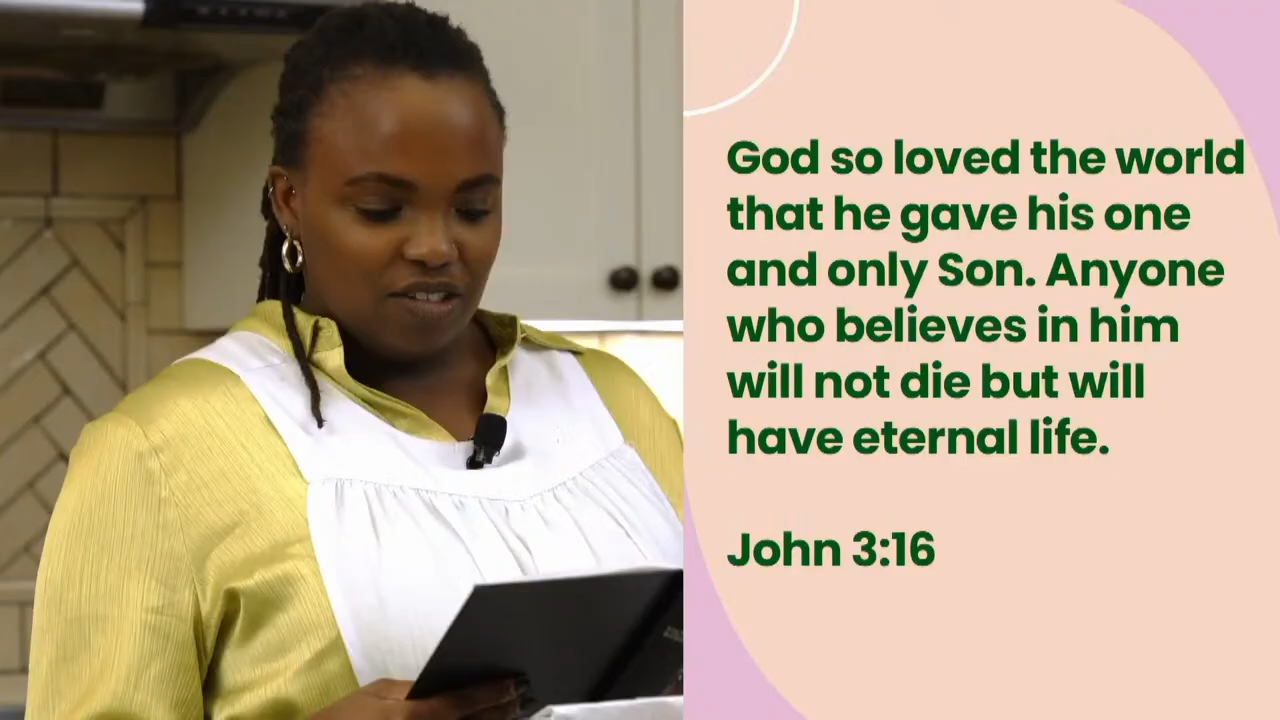 God so loved the world
that he gave his one
and only Son. Anyone
who believes in him
will not die but will
have eternal life.
John 3:16